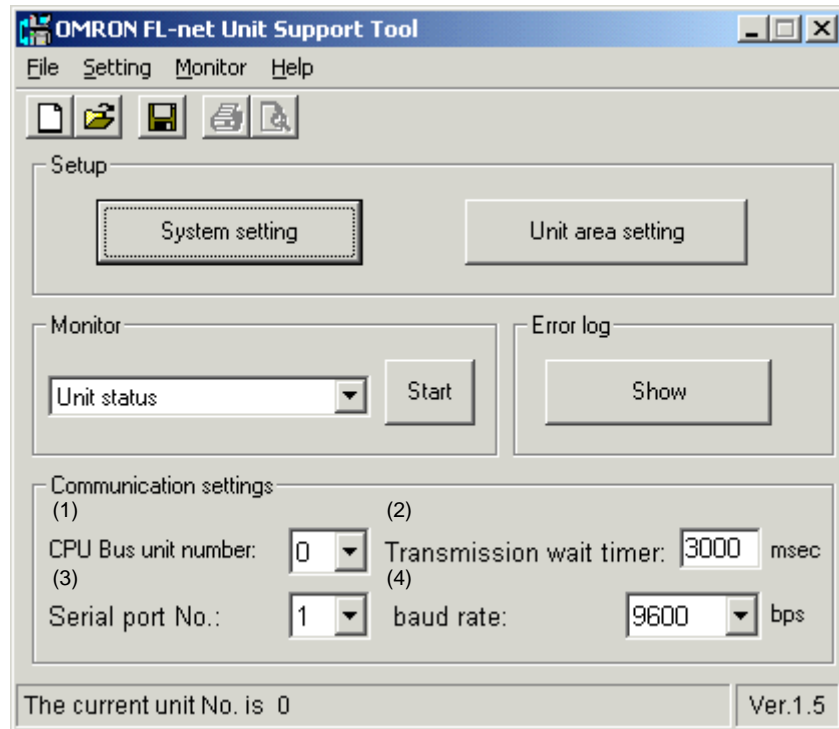 OMRON FL-net Unit Support Tool
File Setting Monitor Help
Setup
System setting Unit area setting
Monitor Error log
Unit status Start Show
Communication settings
(1) (2)
CPU Bus unit number: 0 Transmission wait timer: 3000 msec
(3) (4)
Serial port No.: 1 baud rate: 9600 bps
The current unit No. is 0 Ver.1.5